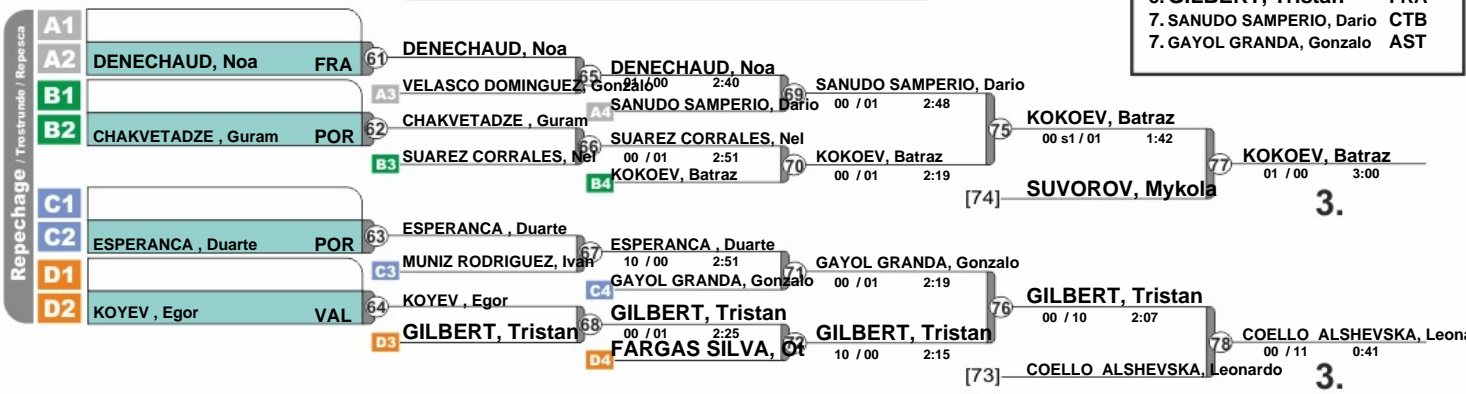 5. GILBERT, Tristan FRA
7. SANUDO SAMPERIO, Dario CTB
7. GAYOL GRANDA, Gonzalo AST
Repechage / Trostrunde / Repesca
A1
A2 DENECHAUD, Noa FRA 61
B1
B2 CHAKVETADZE , Guram POR 62
C1
C2 ESPERANCA , Duarte POR 63
D1
D2 KOYEV , Egor VAL 64
DENECHAUD, Noa
A3 VELASCO DOMINGUEZ, Gonzalo 65
CHAKVETADZE , Guram
B3 SUAREZ CORRALES, Nel 66
ESPERANCA , Duarte
C3 MUNIZ RODRIGUEZ, Ivan 67
KOYEV , Egor
D3 GILBERT, Tristan 68
DENECHAUD, Noa
01 / 00 2:40
A4 SANUDO SAMPERIO, Dario 69
SUAREZ CORRALES, Nel
00 / 01 2:51
B4 KOKOEV, Batraz 70
ESPERANCA , Duarte
10 / 00 2:51
C4 GAYOL GRANDA, Gonzalo 71
GILBERT, Tristan
00 / 01 2:25
D4 FARGAS SILVA, Ot
SANUDO SAMPERIO, Dario
00 / 01 2:48
75
KOKOEV, Batraz
00 / 01 2:19
GAYOL GRANDA, Gonzalo
00 / 01 2:19
76
GILBERT, Tristan
10 / 00 2:15
KOKOEV, Batraz
00 s1 / 01 1:42
77
[74] SUVOROV, Mykola
GILBERT, Tristan
00 / 10 2:07
78
[73] COELLO ALSHEVSKA, Leonardo
KOKOEV, Batraz
01 / 00 3:00
3.
COELLO ALSHEVSKA, Leon
00 / 11 0:41
3.